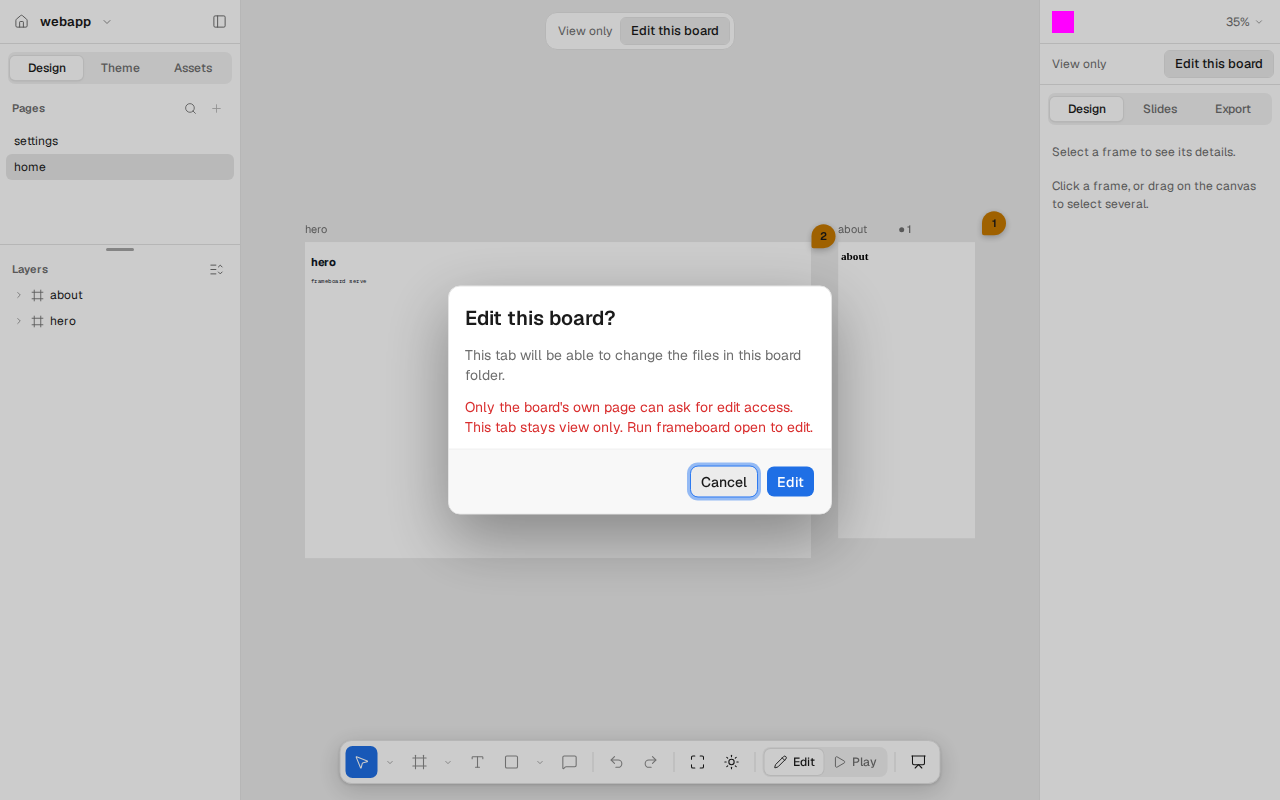 webapp
View only
Edit this board
35%
View only
Edit this board
Design
Theme
Assets
Design
Slides
Export
Pages
settings
home
Select a frame to see its details.
Click a frame, or drag on the canvas
to select several.
hero
2
about
1
1
hero
frameboard serve
about
Layers
about
hero
Edit this board?
This tab will be able to change the files in this board
folder.
Only the board's own page can ask for edit access.
This tab stays view only. Run frameboard open to edit.
Cancel
Edit
Edit
Play